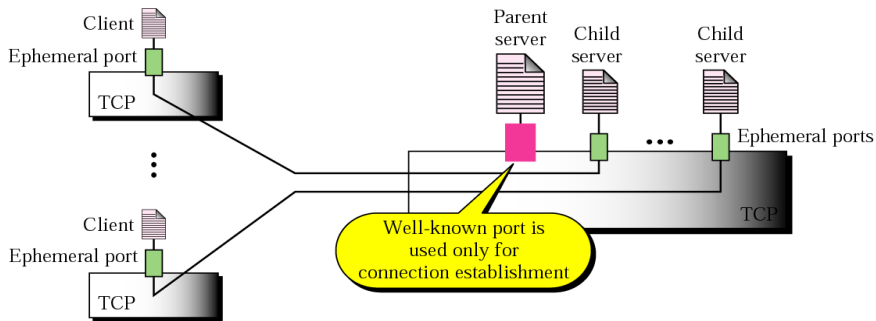 Client
Ephemeral port
TCP
Parent
server
Child
server
Child
server
Ephemeral ports
TCP
Well-known port is
used only for
connection establishment
Client
Ephemeral port
TCP